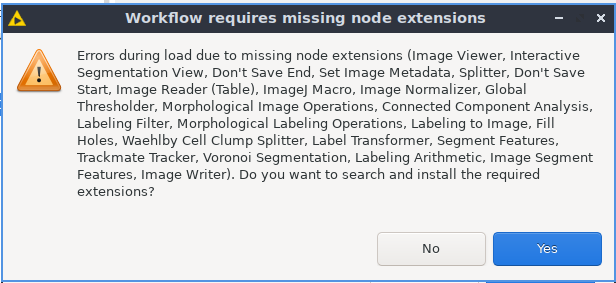 Workflow requires missing node extensions
Errors during load due to missing node extensions (Image Viewer, Interactive
Segmentation View, Don't Save End, Set Image Metadata, Splitter, Don't Save
Start, Image Reader (Table), ImageJ Macro, Image Normalizer, Global
Thresholder, Morphological Image Operations, Connected Component Analysis,
Labeling Filter, Morphological Labeling Operations, Labeling to Image, Fill
Holes, Waehlby Cell Clump Splitter, Label Transformer, Segment Features,
Trackmate Tracker, Voronoi Segmentation, Labeling Arithmetic, Image Segment
Features, Image Writer). Do you want to search and install the required
extensions?
No
Yes